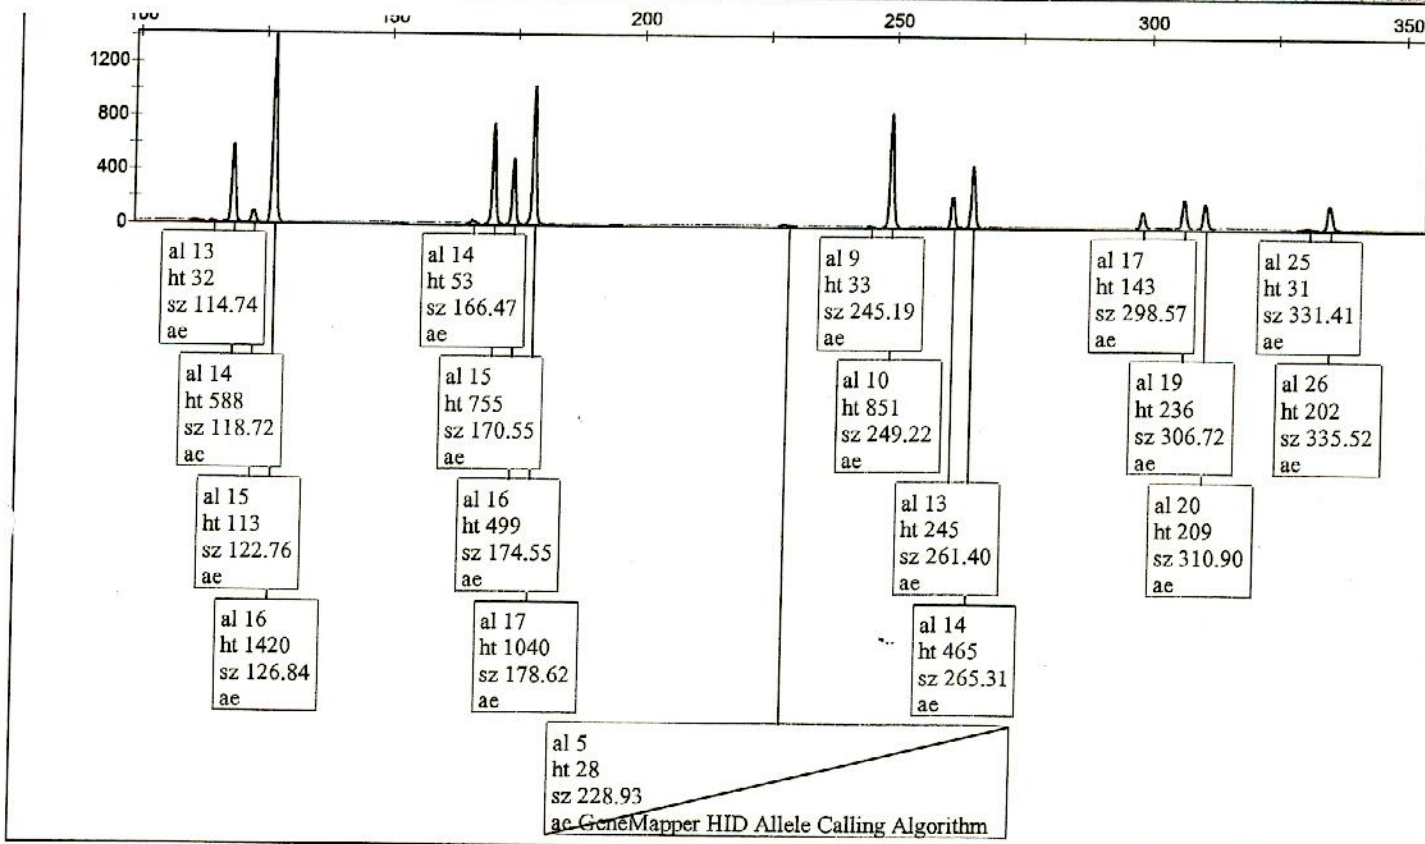 100 150 200 250 300 350
1200
800
400
0
al 13
ht 32
sz 114.74
ae
al 14
ht 588
sz 118.72
ae
al 15
ht 113
sz 122.76
ae
al 16
ht 1420
sz 126.84
ae
al 14
ht 53
sz 166.47
ae
al 15
ht 755
sz 170.55
ae
al 16
ht 499
sz 174.55
ae
al 17
ht 1040
sz 178.62
ae
al 5
ht 28
sz 228.93
ae GeneMapper HID Allele Calling Algorithm
al 9
ht 33
sz 245.19
ae
al 10
ht 851
sz 249.22
ae
al 13
ht 245
sz 261.40
ae
al 14
ht 465
sz 265.31
ae
al 17
ht 143
sz 298.57
ae
al 19
ht 236
sz 306.72
ae
al 20
ht 209
sz 310.90
ae
al 25
ht 31
sz 331.41
ae
al 26
ht 202
sz 335.52
ae